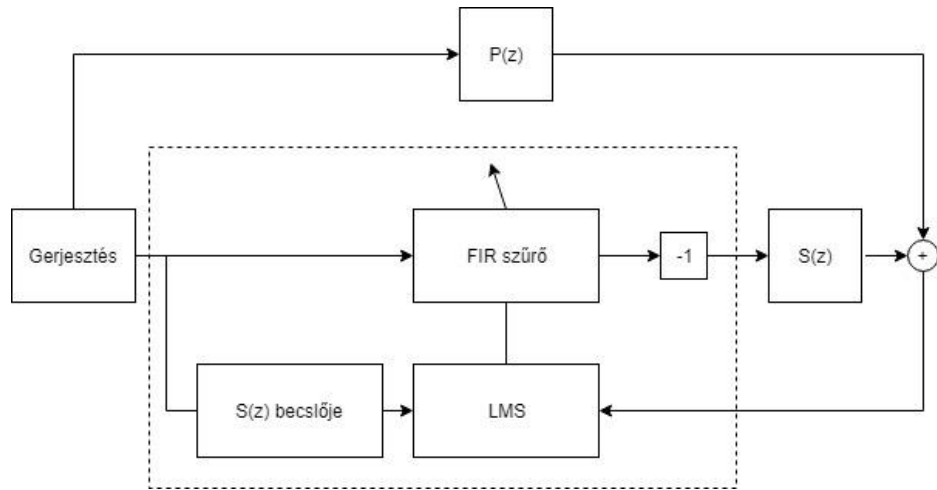 P(z)
Gerjesztés
FIR szűrő
-1
S(z)
+
S(z) becslője
LMS